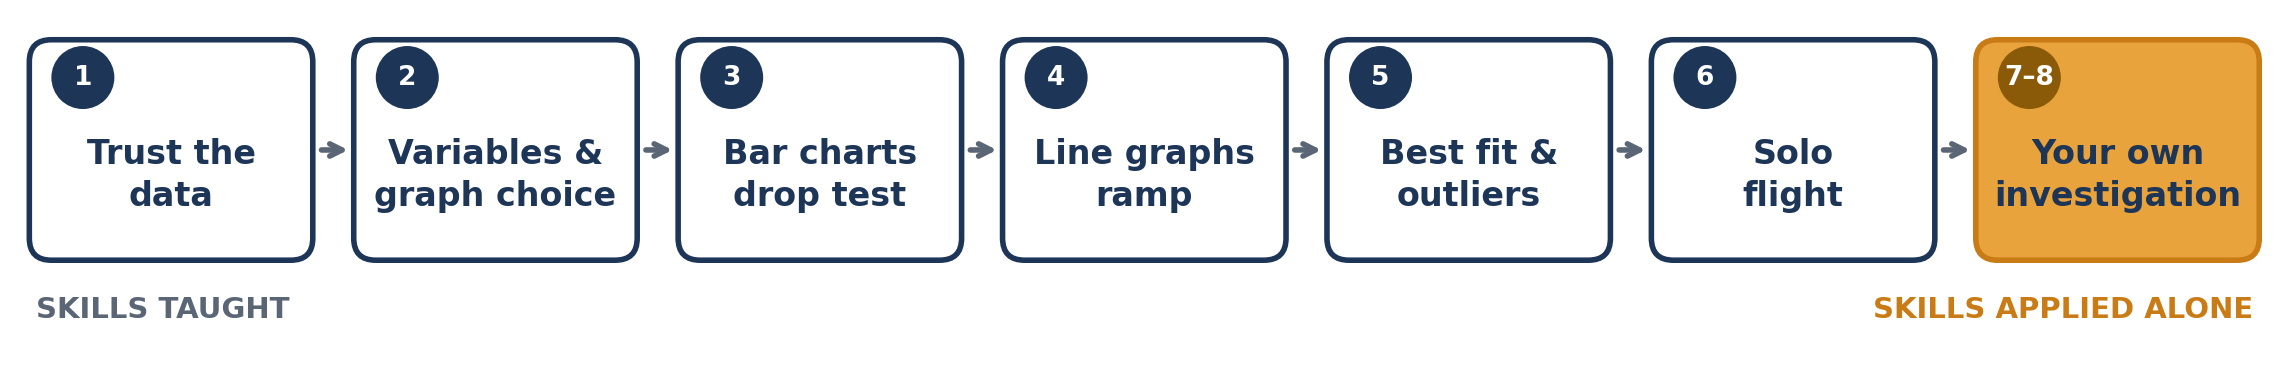 1
Trust the
data
2
Variables &
graph choice
3
Bar charts
drop test
4
Line graphs
ramp
5
Best fit &
outliers
6
Solo
flight
7–8
Your own
investigation
SKILLS TAUGHT
SKILLS APPLIED ALONE